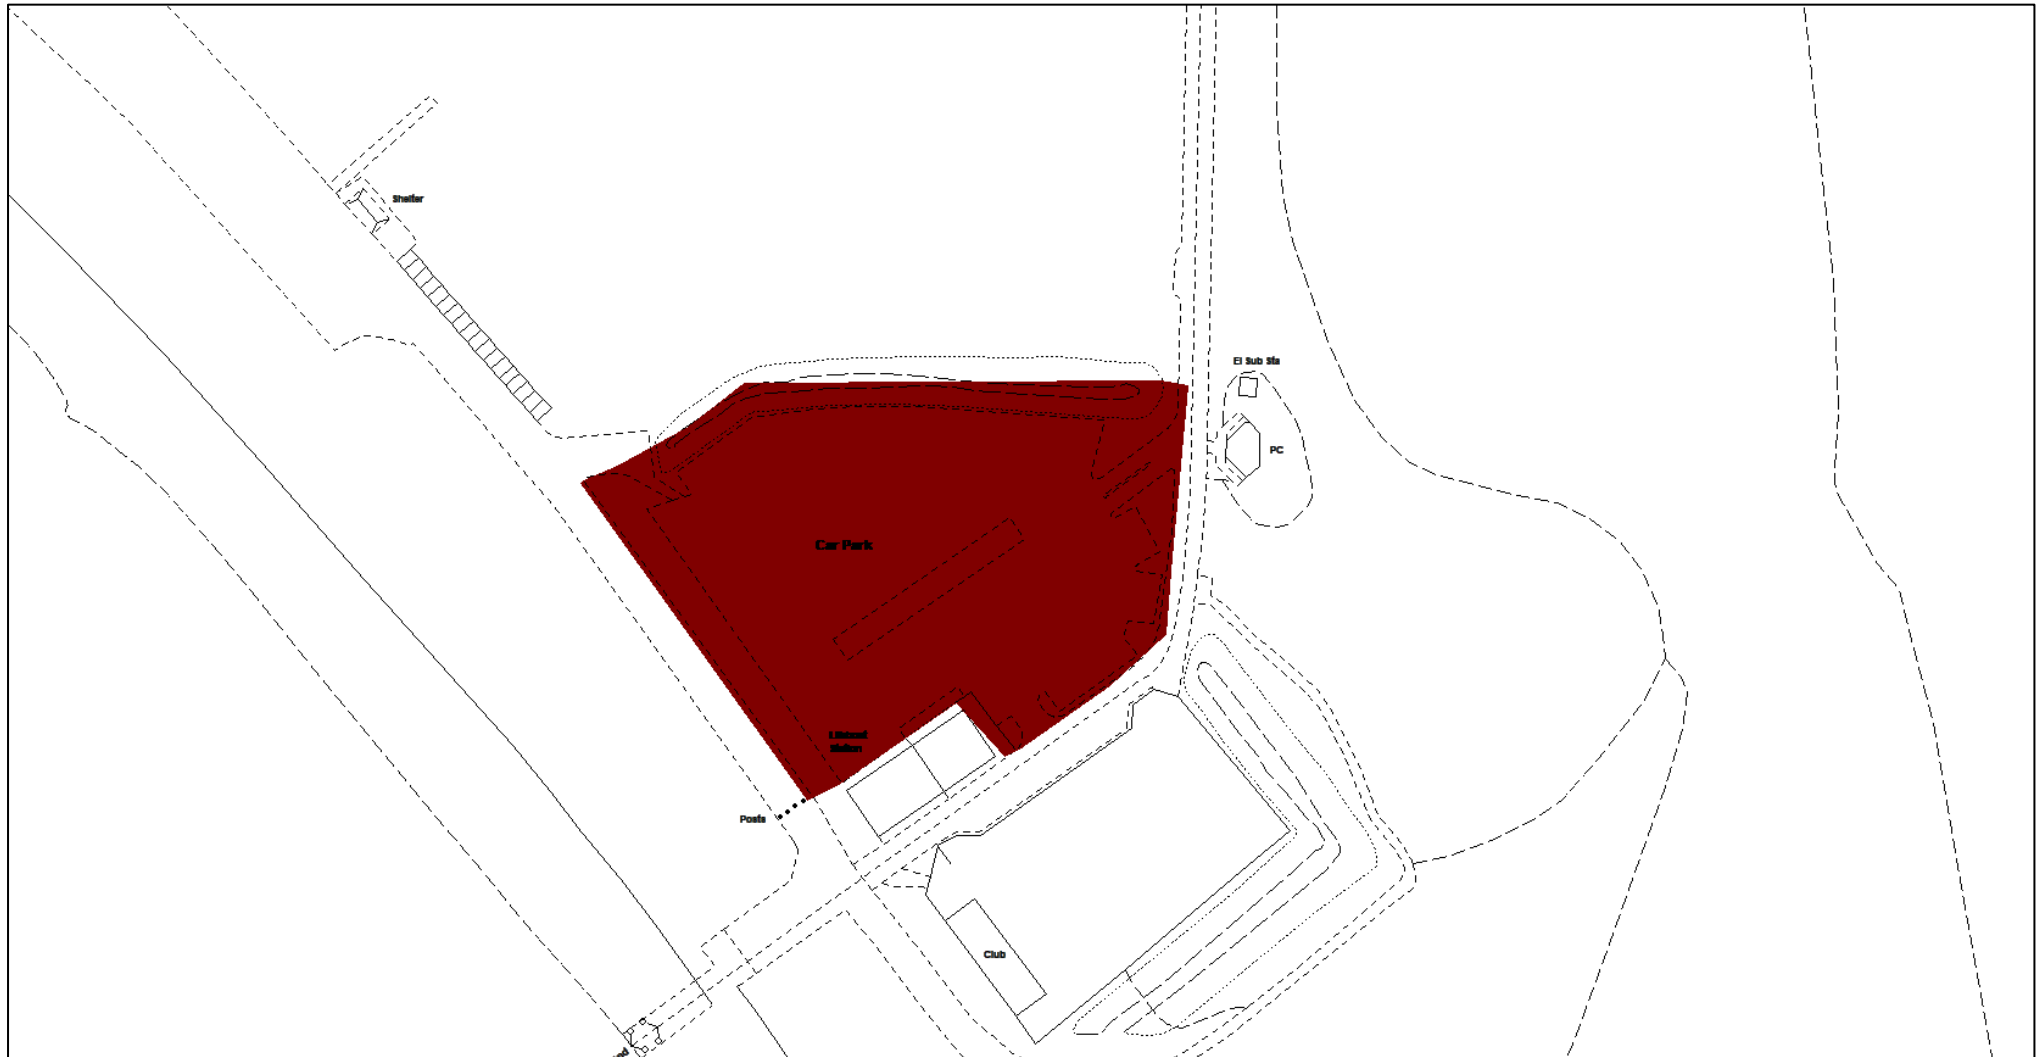 Shelter
El Sub Sta
PC
Car Park
Lifeboat
Station
Posts
Club